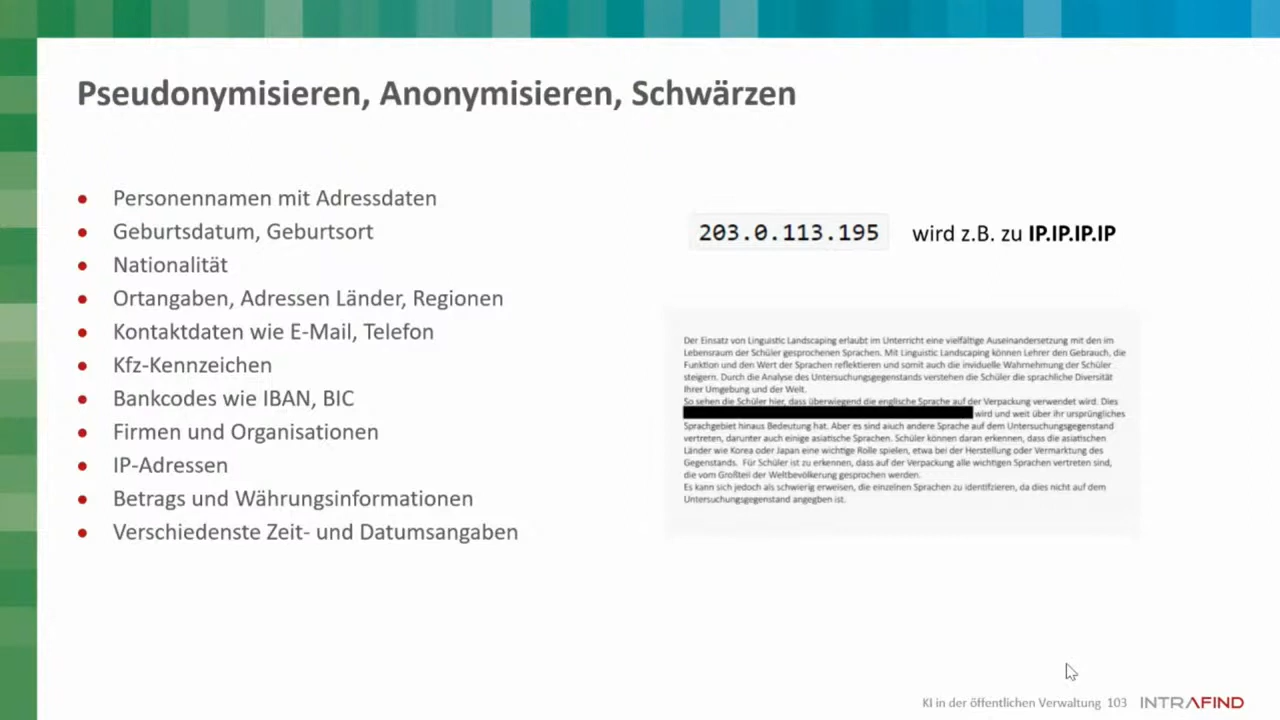 Pseudonymisieren, Anonymisieren, Schwärzen
Personennamen mit Adressdaten
Geburtsdatum, Geburtsort
Nationalität
Ortangaben, Adressen Länder, Regionen
Kontaktdaten wie E-Mail, Telefon
Kfz-Kennzeichen
Bankcodes wie IBAN, BIC
Firmen und Organisationen
IP-Adressen
Betrags und Währungsinformationen
Verschiedenste Zeit- und Datumsangaben
203.0.113.195 wird z.B. zu IP.IP.IP.IP
Der Einsatz von Linguistic Landscaping erlaubt im Unterricht eine vielfältige Auseinandersetzung mit den im
Lebensraum der Schüler gesprochenen Sprachen. Mit Linguistic Landscaping können Lehrer den Gebrauch, die
Funktion und den Wert der Sprachen reflektieren und somit auch die inviduelle Wahrnehmung der Schüler
steigern. Durch die Analyse des Untersuchungsgegenstands verstehen die Schüler die sprachliche Diversität
Ihrer Umgebung und der Welt.
So sehen die Schüler hier, dass überwiegend die englische Sprache auf der Verpackung verwendet wird. Dies
wird und weit über ihr ursprüngliches
Sprachgebiet hinaus Bedeutung hat. Aber es sind aiuch andere Sprache auf dem Untersuchungsgegenstand
vertreten, darunter auch einige asiatische Sprachen. Schüler können daran erkennen, dass die asiatischen
Länder wie Korea oder Japan eine wichtige Rolle spielen, etwa bei der Herstellung oder Vermarktung des
Gegenstands. Für Schüler ist zu erkennen, dass auf der Verpackung alle wichtigen Sprachen vertreten sind,
die vom Großteil der Weltbevölkerung gesprochen werden.
Es kann sich jedoch als schwierig erweisen, die einzelnen Sprachen zu identifzieren, da dies nicht auf dem
Untersuchungsgegenstand angegben ist.
KI in der öffentlichen Verwaltung 103 INTRAFIND